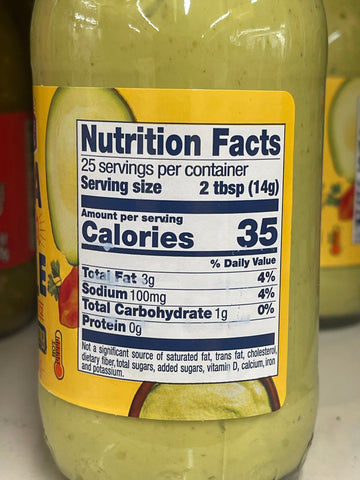 Nutrition Facts
25 servings per container
Serving size 2 tbsp (14g)
Amount per serving
Calories 35
% Daily Value
Total Fat 3g 4%
Sodium 100mg 4%
Total Carbohydrate 1g 0%
Protein 0g
Not a significant source of saturated fat, trans fat, cholesterol,
dietary fiber, total sugars, added sugars, vitamin D, calcium, iron
and potassium.